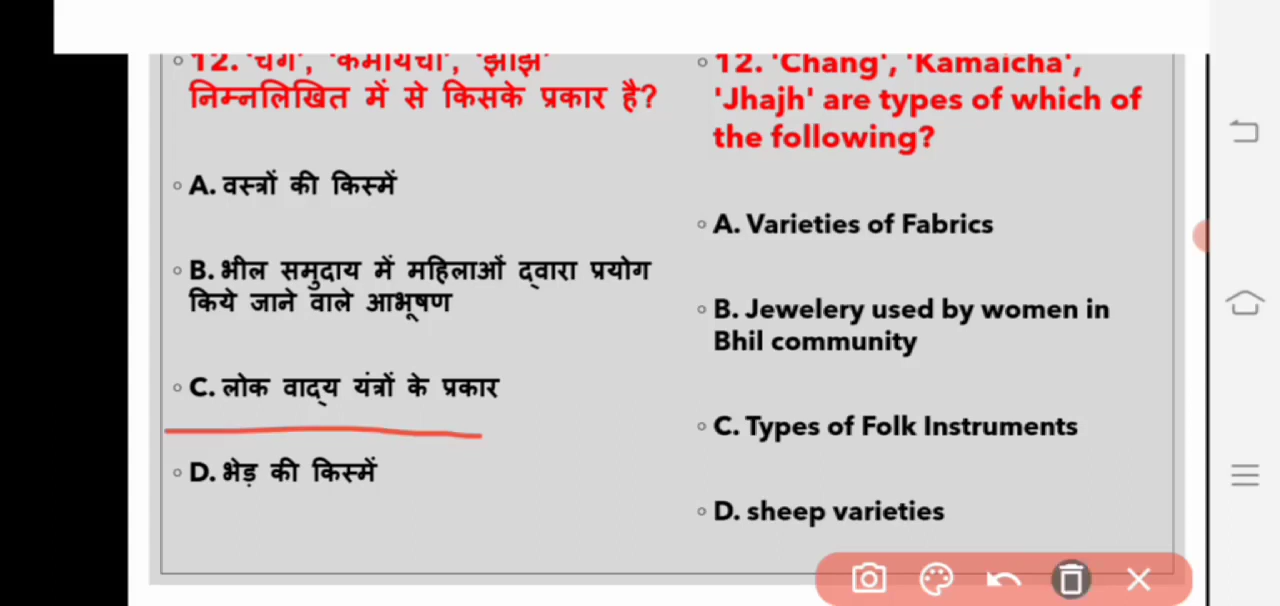 12. 'चंग', 'कमायचा', 'झांझ'
निम्नलिखित में से किसके प्रकार है?
A. वस्त्रों की किस्में
B. भील समुदाय में महिलाओं द्वारा प्रयोग
किये जाने वाले आभूषण
C. लोक वाद्य यंत्रों के प्रकार
D. भेड़ की किस्में
12. 'Chang', 'Kamaicha',
'Jhajh' are types of which of
the following?
A. Varieties of Fabrics
B. Jewelery used by women in
Bhil community
C. Types of Folk Instruments
D. sheep varieties